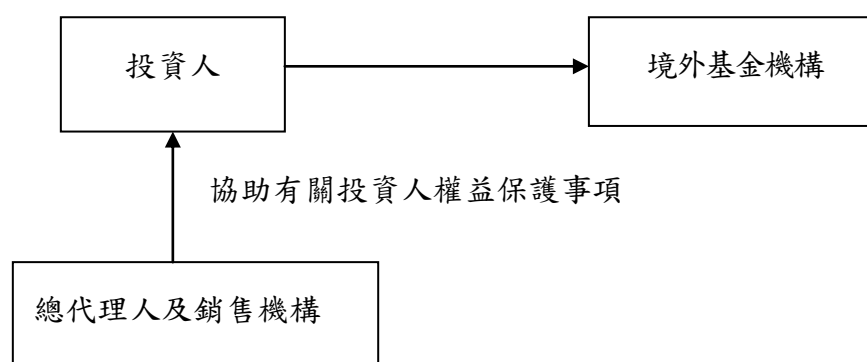 投資人
境外基金機構
協助有關投資人權益保護事項
總代理人及銷售機構